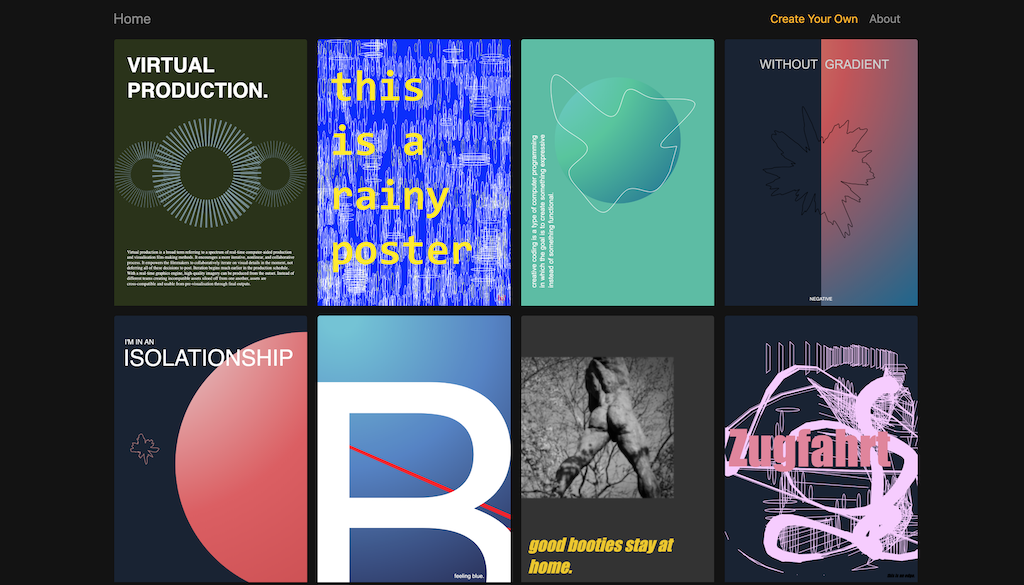 Home
Create Your Own
About
VIRTUAL
PRODUCTION.
Virtual production is a broad term referring to a spectrum of real-time computer-aided production
and visualisation film-making methods. It encourages a more iterative, nonlinear, and collaborative
process. It empowers the filmmakers to collaboratively iterate on visual details in the moment, not
deferring all of these decisions to post. Iteration begins much earlier in the production schedule.
With a real-time graphics engine, high-quality imagery can be produced from the outset. Instead of
different teams creating incompatible assets siloed off from one another, assets are
cross-compatible and usable from pre-visualisation through final outputs.
this
is a
rainy
poster
creative coding is a type of computer programming
in which the goal is to create something expressive
instead of something functional.
WITHOUT GRADIENT
NEGATIVE
I'M IN AN
ISOLATIONSHIP
B
feeling blue.
good booties stay at
home.
Zugfahrt